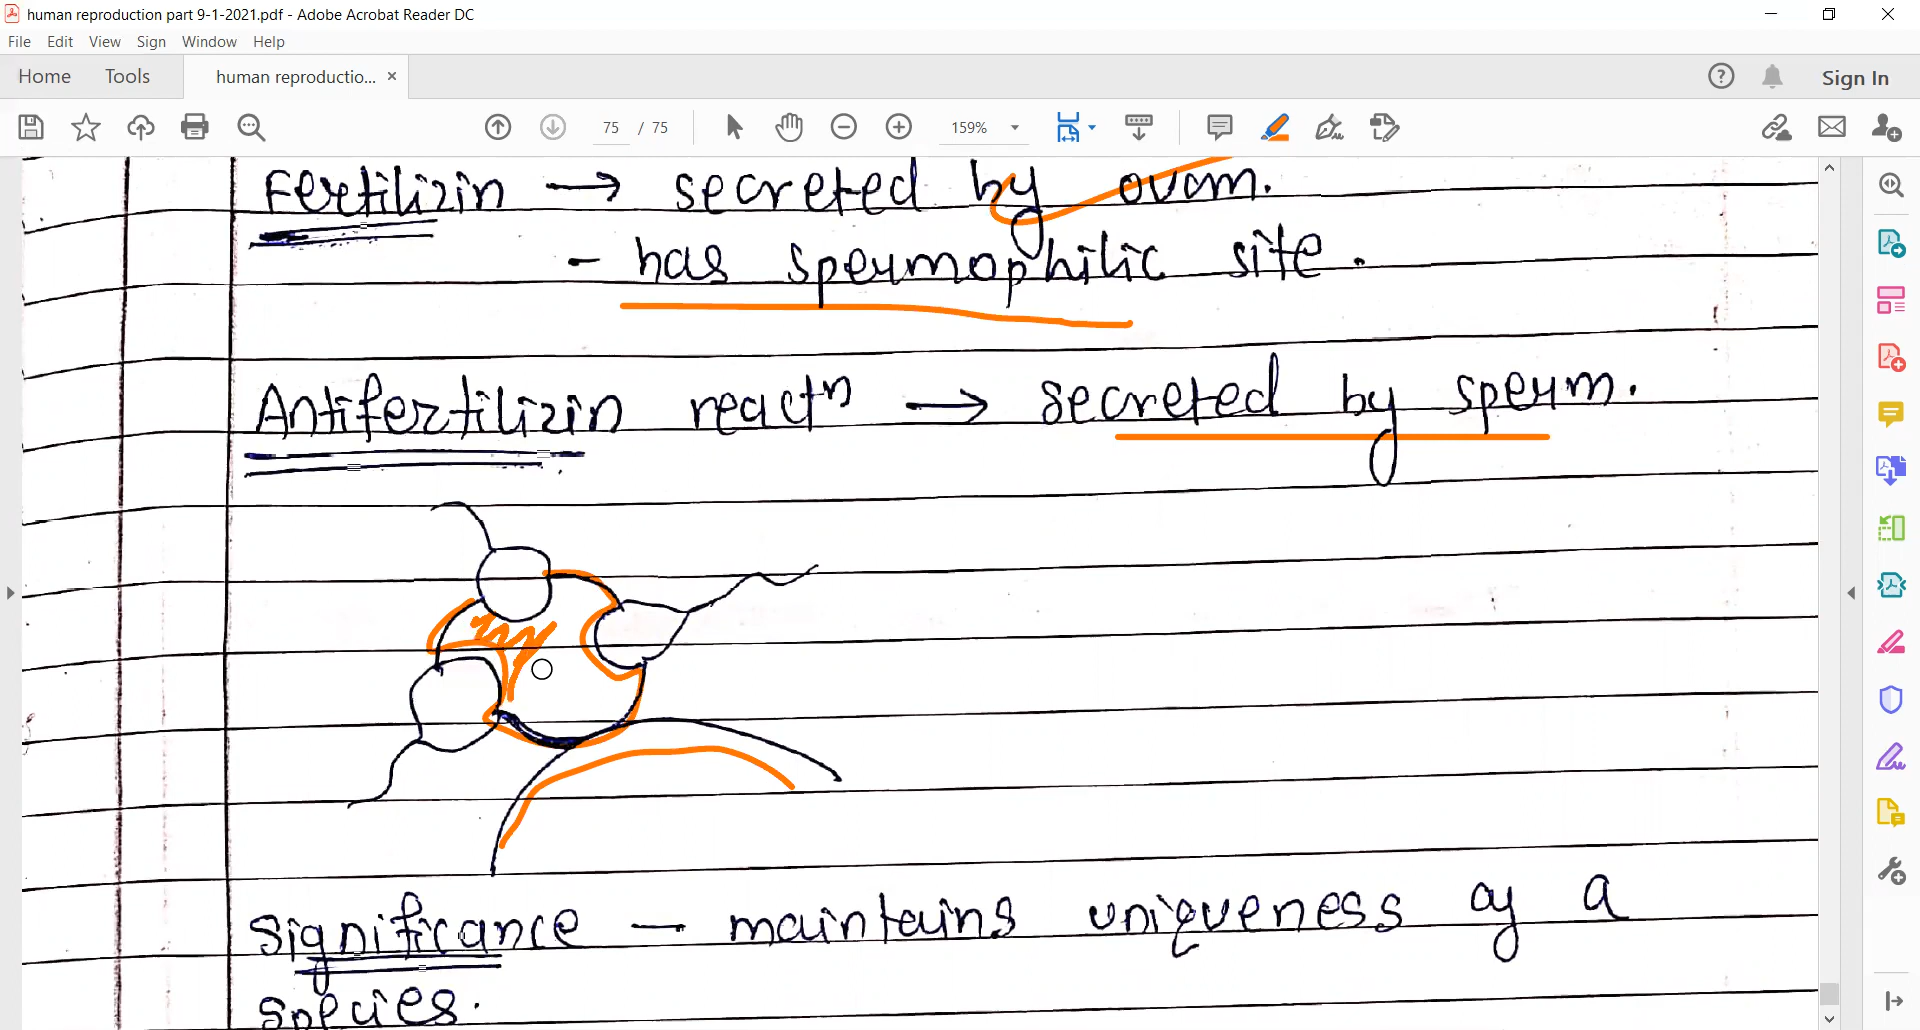 human reproduction part 9-1-2021.pdf - Adobe Acrobat Reader DC
File Edit View Sign Window Help
Home Tools human reproductio... × Sign In
75 / 75 159%
Fertilizin → secreted by ovum.
- has spermophilic site.
Antifertilizin reactⁿ → secreted by sperm.
Significance — maintains uniqueness of a
species.